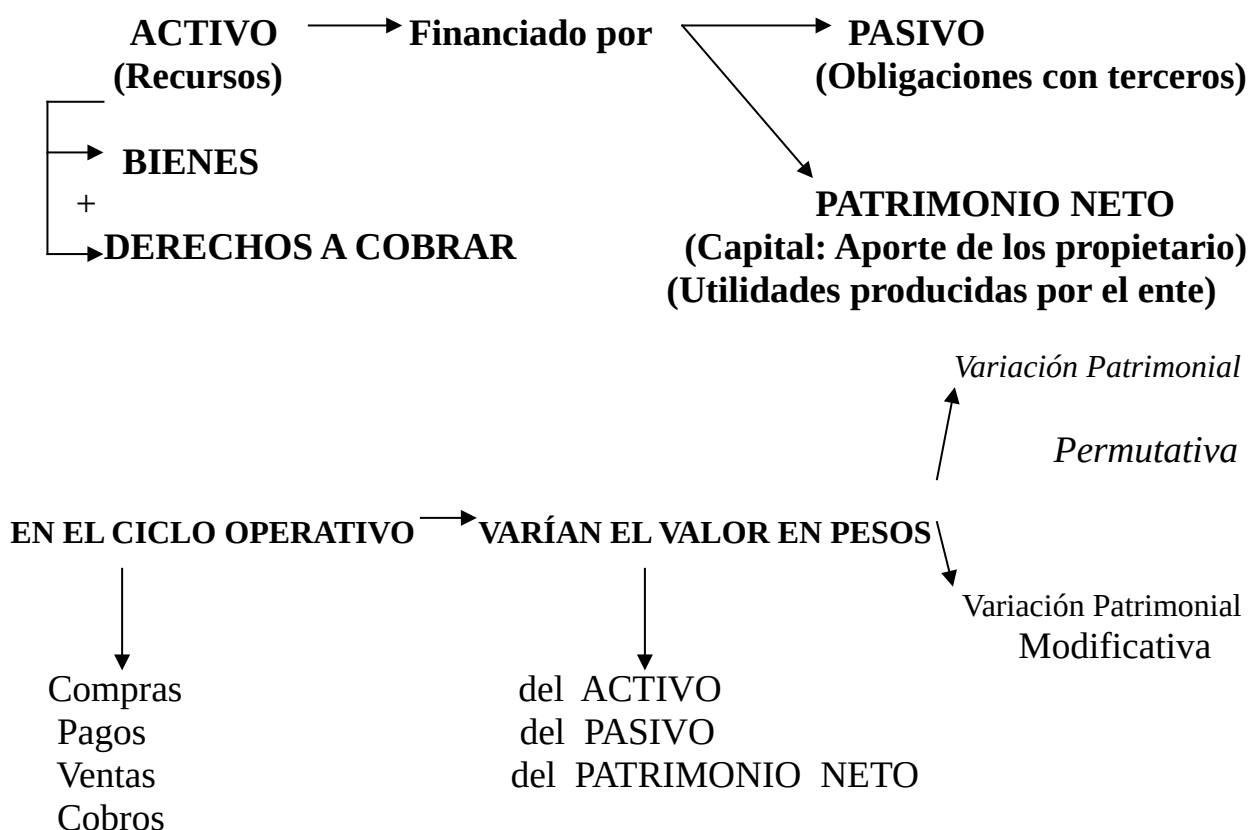 ACTIVO Financiado por PASIVO
(Recursos) (Obligaciones con terceros)
BIENES
+
PATRIMONIO NETO
DERECHOS A COBRAR (Capital: Aporte de los propietario)
(Utilidades producidas por el ente)
Variación Patrimonial
Permutativa
EN EL CICLO OPERATIVO VARÍAN EL VALOR EN PESOS
Variación Patrimonial
Modificativa
Compras del ACTIVO
Pagos del PASIVO
Ventas del PATRIMONIO NETO
Cobros